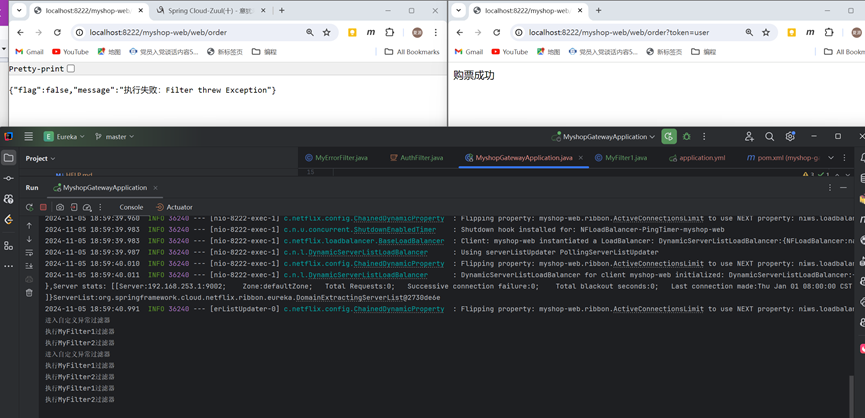 localhost:8222/myshop-web/we
Spring Cloud-Zuul(十) - 意犹
localhost:8222/myshop-web/web/order
Gmail
YouTube
地图
党员入党谈话内容5...
新标签页
编程
All Bookmarks
Pretty-print
{"flag":false,"message":"执行失败：Filter threw Exception"}
localhost:8222/myshop-web/we
localhost:8222/myshop-web/web/order?token=user
Gmail
YouTube
地图
党员入党谈话内容5...
新标签页
编程
All Bookm
购票成功
E Eureka
master
MyshopGatewayApplication
Project
MyErrorFilter.java
AuthFilter.java
MyshopGatewayApplication.java
MyFilter1.java
application.yml
pom.xml (myshop-g
HELP.md
Run
MyshopGatewayApplication
Console
Actuator
2024-11-05 18:59:39.960 INFO 36240 --- [nio-8222-exec-1] c.netflix.config.ChainedDynamicProperty : Flipping property: myshop-web.ribbon.ActiveConnectionsLimit to use NEXT property: niws.loadbalan
2024-11-05 18:59:39.983 INFO 36240 --- [nio-8222-exec-1] c.n.u.concurrent.ShutdownEnabledTimer : Shutdown hook installed for: NFLoadBalancer-PingTimer-myshop-web
2024-11-05 18:59:39.983 INFO 36240 --- [nio-8222-exec-1] c.netflix.loadbalancer.BaseLoadBalancer : Client: myshop-web instantiated a LoadBalancer: DynamicServerListLoadBalancer:{NFLoadBalancer:na
2024-11-05 18:59:39.987 INFO 36240 --- [nio-8222-exec-1] c.n.l.DynamicServerListLoadBalancer : Using serverListUpdater PollingServerListUpdater
2024-11-05 18:59:40.010 INFO 36240 --- [nio-8222-exec-1] c.netflix.config.ChainedDynamicProperty : Flipping property: myshop-web.ribbon.ActiveConnectionsLimit to use NEXT property: niws.loadbalan
2024-11-05 18:59:40.011 INFO 36240 --- [nio-8222-exec-1] c.n.l.DynamicServerListLoadBalancer : DynamicServerListLoadBalancer for client myshop-web initialized: DynamicServerListLoadBalancer:
},Server stats: [[Server:192.168.253.1:9002; Zone:defaultZone; Total Requests:0; Successive connection failure:0; Total blackout seconds:0; Last connection made:Thu Jan 01 08:00:00 CST
]}ServerList:org.springframework.cloud.netflix.ribbon.eureka.DomainExtractingServerList@2730de6e
2024-11-05 18:59:40.991 INFO 36240 --- [erListUpdater-0] c.netflix.config.ChainedDynamicProperty : Flipping property: myshop-web.ribbon.ActiveConnectionsLimit to use NEXT property: niws.loadbalan
进入自定义异常过滤器
执行MyFilter1过滤器
执行MyFilter2过滤器
进入自定义异常过滤器
执行MyFilter1过滤器
执行MyFilter2过滤器
执行MyFilter1过滤器
执行MyFilter2过滤器